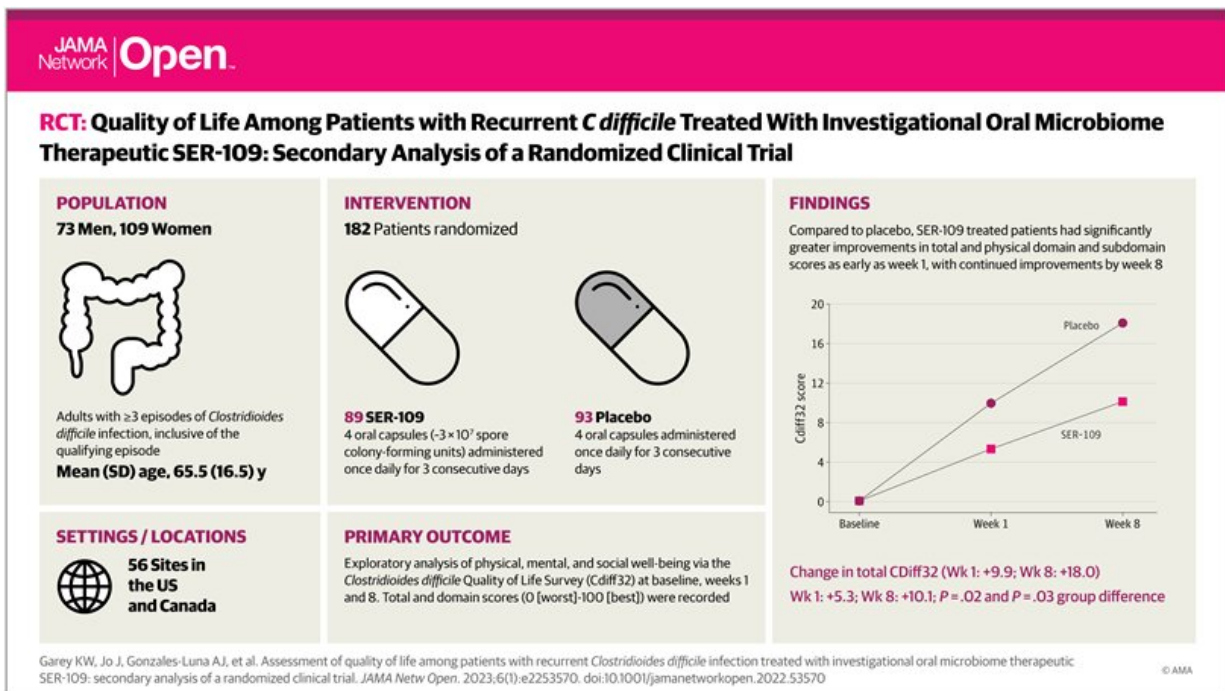 JAMA
Network
Open™
RCT: Quality of Life Among Patients with Recurrent C difficile Treated With Investigational Oral Microbiome
Therapeutic SER-109: Secondary Analysis of a Randomized Clinical Trial
POPULATION
73 Men, 109 Women
Adults with ≥3 episodes of Clostridioides
difficile infection, inclusive of the
qualifying episode
Mean (SD) age, 65.5 (16.5) y
SETTINGS / LOCATIONS
56 Sites in
the US
and Canada
INTERVENTION
182 Patients randomized
89 SER-109
4 oral capsules (~3 × 10⁷ spore
colony-forming units) administered
once daily for 3 consecutive days
93 Placebo
4 oral capsules administered
once daily for 3 consecutive
days
PRIMARY OUTCOME
Exploratory analysis of physical, mental, and social well-being via the
Clostridioides difficile Quality of Life Survey (Cdiff32) at baseline, weeks 1
and 8. Total and domain scores (0 [worst]-100 [best]) were recorded
FINDINGS
Compared to placebo, SER-109 treated patients had significantly
greater improvements in total and physical domain and subdomain
scores as early as week 1, with continued improvements by week 8
Cdiff32 score
20
16
12
8
4
0
Placebo
SER-109
Baseline
Week 1
Week 8
Change in total CDiff32 (Wk 1: +9.9; Wk 8: +18.0)
Wk 1: +5.3; Wk 8: +10.1; P = .02 and P = .03 group difference
Garey KW, Jo J, Gonzales-Luna AJ, et al. Assessment of quality of life among patients with recurrent Clostridioides difficile infection treated with investigational oral microbiome therapeutic
SER-109: secondary analysis of a randomized clinical trial. JAMA Netw Open. 2023;6(1):e2253570. doi:10.1001/jamanetworkopen.2022.53570
© AMA